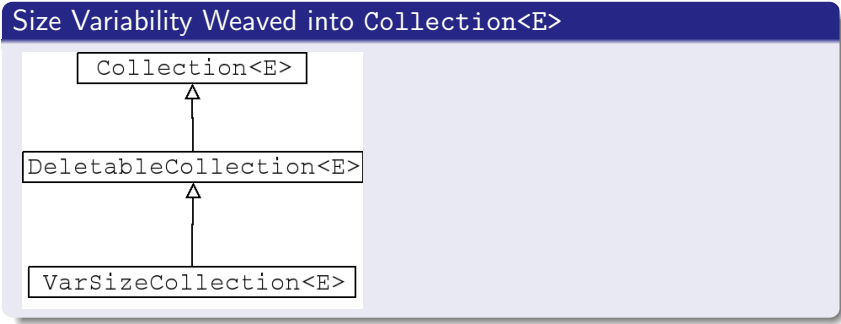 Size Variability Weaved into Collection<E>
Collection<E>
DeletableCollection<E>
VarSizeCollection<E>